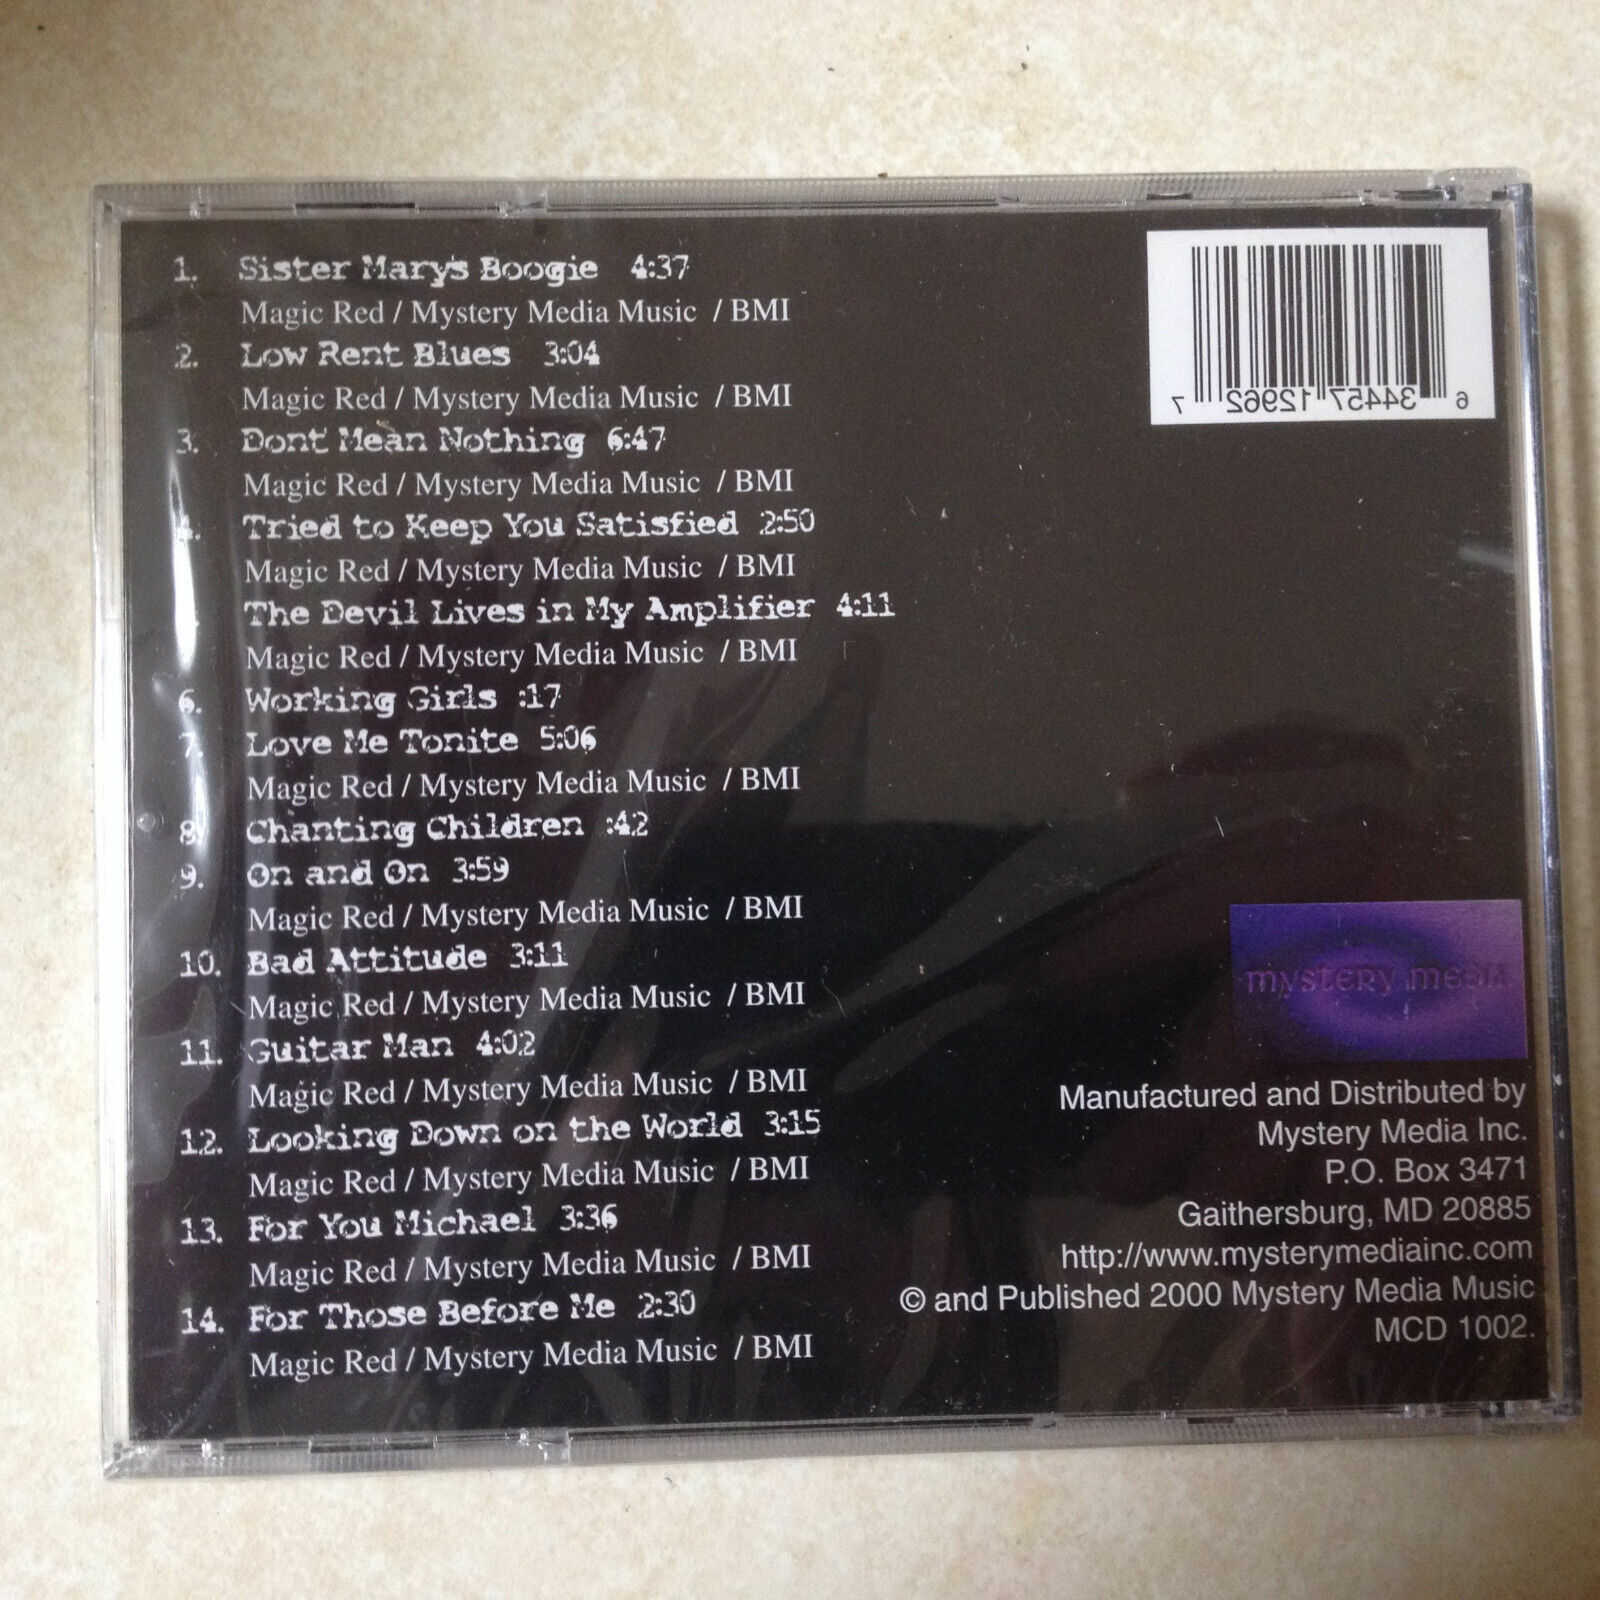 1. Sister Mary's Boogie 4:37
Magic Red / Mystery Media Music / BMI
2. Low Rent Blues 3:04
Magic Red / Mystery Media Music / BMI
3. Dont Mean Nothing 6:47
Magic Red / Mystery Media Music / BMI
4. Tried to Keep You Satisfied 2:50
Magic Red / Mystery Media Music / BMI
. The Devil Lives in My Amplifier 4:11
Magic Red / Mystery Media Music / BMI
6. Working Girls :17
7. Love Me Tonite 5:06
Magic Red / Mystery Media Music / BMI
8. Chanting Children :42
9. On and On 3:59
Magic Red / Mystery Media Music / BMI
10. Bad Attitude 3:11
Magic Red / Mystery Media Music / BMI
11. Guitar Man 4:02
Magic Red / Mystery Media Music / BMI
12. Looking Down on the World 3:15
Magic Red / Mystery Media Music / BMI
13. For You Michael 3:36
Magic Red / Mystery Media Music / BMI
14. For Those Before Me 2:30
Magic Red / Mystery Media Music / BMI
6 34457 12962 7
mystery media
Manufactured and Distributed by
Mystery Media Inc.
P.O. Box 3471
Gaithersburg, MD 20885
http://www.mysterymediainc.com
© and Published 2000 Mystery Media Music
MCD 1002.